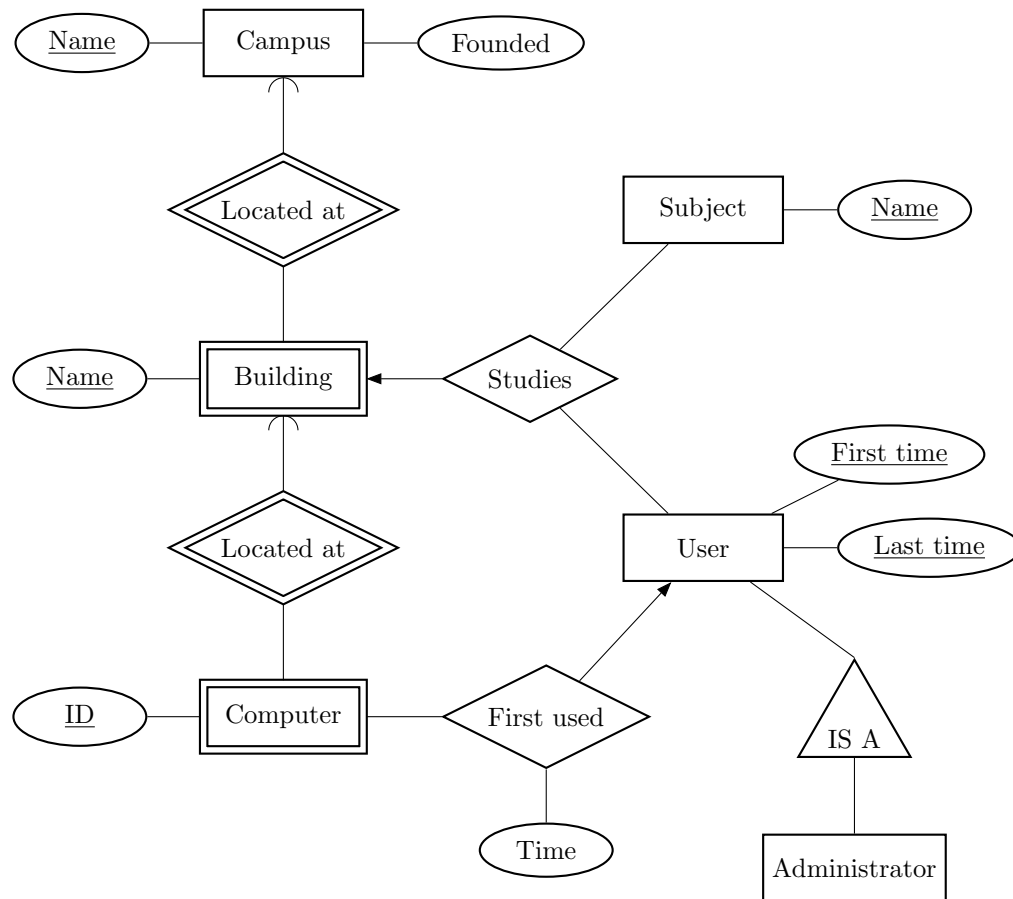 Name
Campus
Founded
Located at
Subject
Name
Name
Building
Studies
First time
User
Last time
Located at
ID
Computer
First used
IS A
Time
Administrator